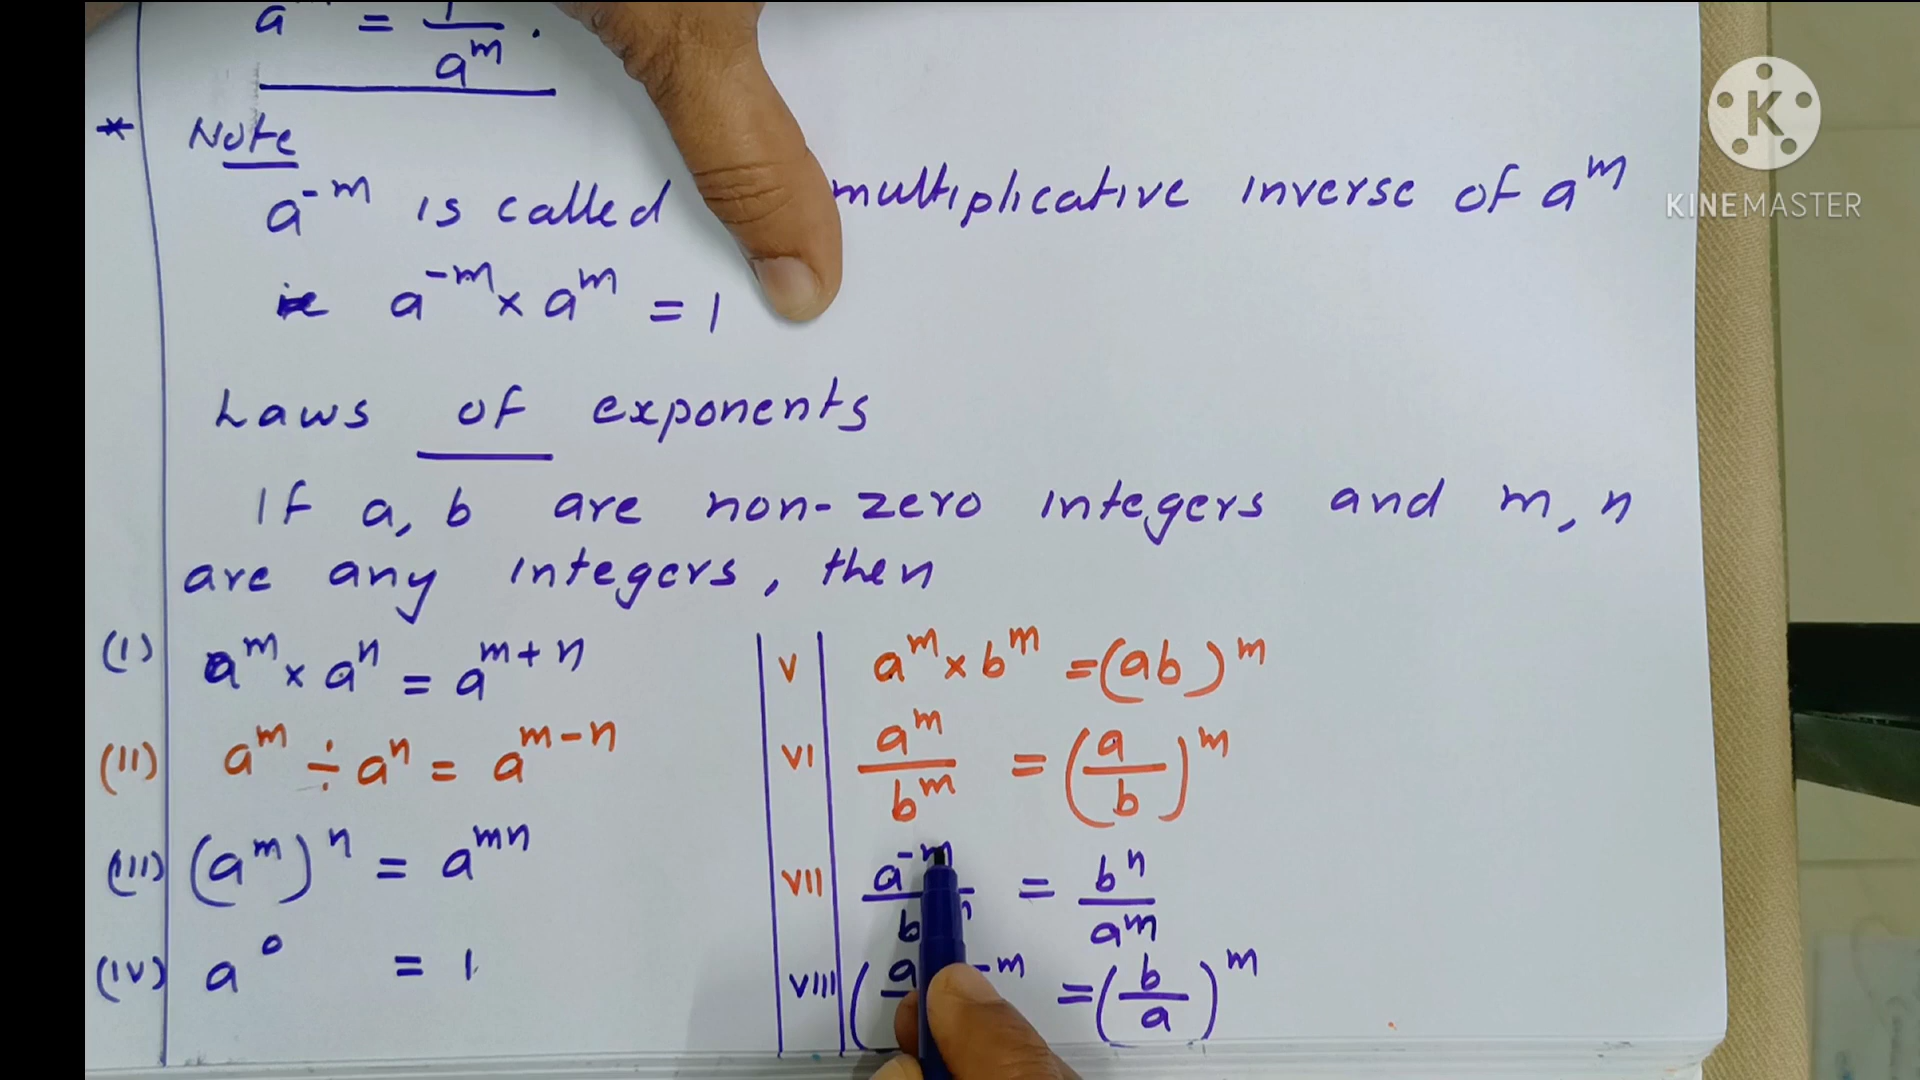 a = 1/a^m.
* Note
a^-m is called multiplicative inverse of a^m
ie a^-m × a^m = 1
Laws of exponents
If a, b are non-zero integers and m, n
are any integers, then
(I) a^m × a^n = a^m+n
(II) a^m ÷ a^n = a^m-n
(III) (a^m)^n = a^mn
(IV) a^0 = 1
V a^m × b^m = (ab)^m
VI a^m/b^m = (a/b)^m
VII a^-m/b = b^n/a^m
VIII (a -m = (b/a)^m
K
KINEMASTER